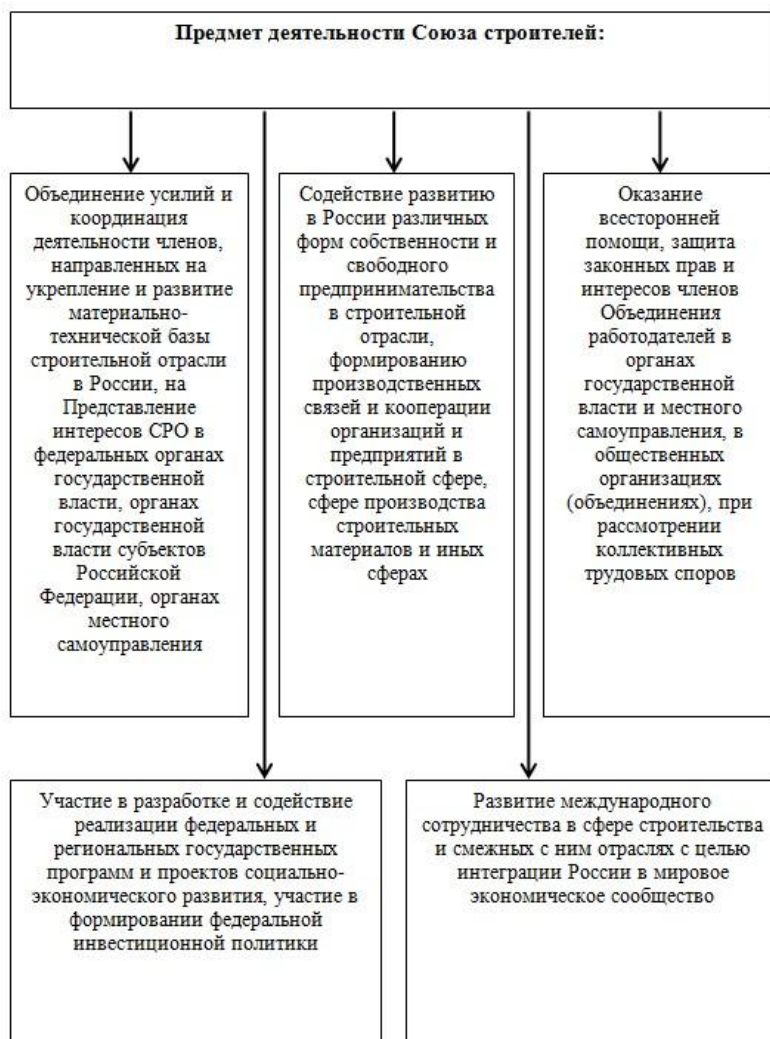 Предмет деятельности Союза строителей:
Объединение усилий и
координация
деятельности членов,
направленных на
укрепление и развитие
материально-
технической базы
строительной отрасли
в России, на
Представление
интересов СРО в
федеральных органах
государственной
власти, органах
государственной
власти субъектов
Российской
Федерации, органах
местного
самоуправления
Содействие развитию
в России различных
форм собственности и
свободного
предпринимательства
в строительной
отрасли,
формированию
производственных
связей и кооперации
организаций и
предприятий в
строительной сфере,
сфере производства
строительных
материалов и иных
сферах
Оказание
всесторонней
помощи, защита
законных прав и
интересов членов
Объединения
работодателей в
органах
государственной
власти и местного
самоуправления, в
общественных
организациях
(объединениях), при
рассмотрении
коллективных
трудовых споров
Участие в разработке и содействие
реализации федеральных и
региональных государственных
программ и проектов социально-
экономического развития, участие в
формировании федеральной
инвестиционной политики
Развитие международного
сотрудничества в сфере строительства
и смежных с ним отраслях с целью
интеграции России в мировое
экономическое сообщество